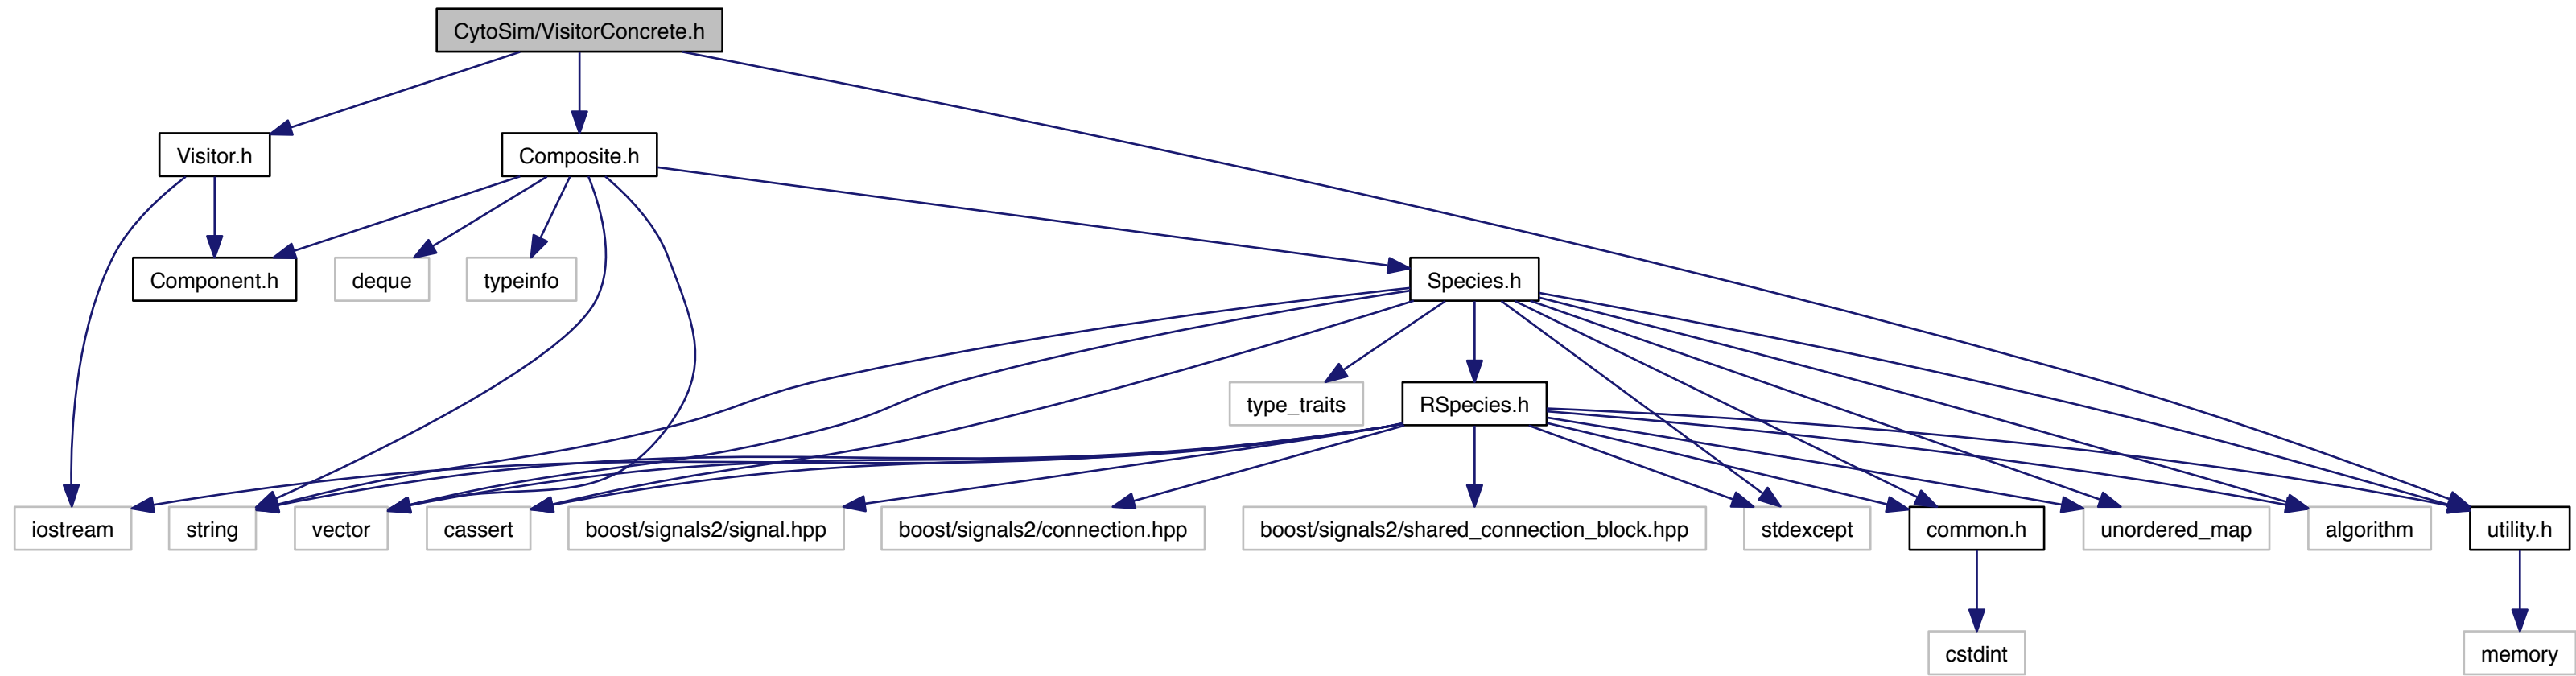 CytoSim/VisitorConcrete.h
Visitor.h
Composite.h
Component.h
deque
typeinfo
Species.h
type_traits
RSpecies.h
iostream
string
vector
cassert
boost/signals2/signal.hpp
boost/signals2/connection.hpp
boost/signals2/shared_connection_block.hpp
stdexcept
common.h
unordered_map
algorithm
utility.h
cstdint
memory